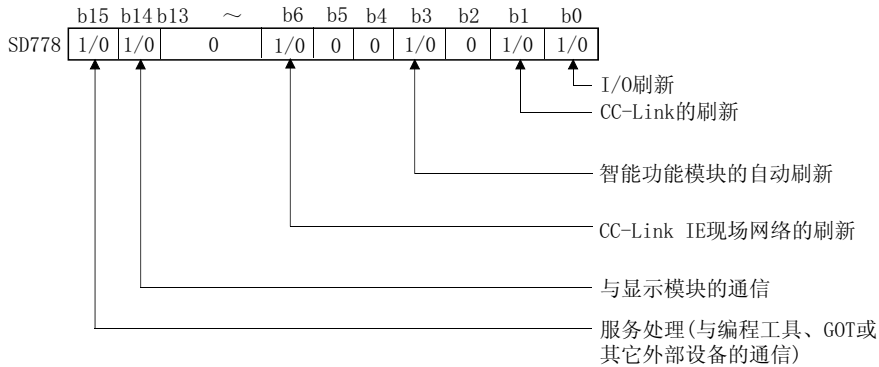 b15 b14 b13 ～ b6 b5 b4 b3 b2 b1 b0
SD778 1/0 1/0 0 1/0 0 0 1/0 0 1/0 1/0
I/O刷新
CC-Link的刷新
智能功能模块的自动刷新
CC-Link IE现场网络的刷新
与显示模块的通信
服务处理(与编程工具、GOT或
其它外部设备的通信)